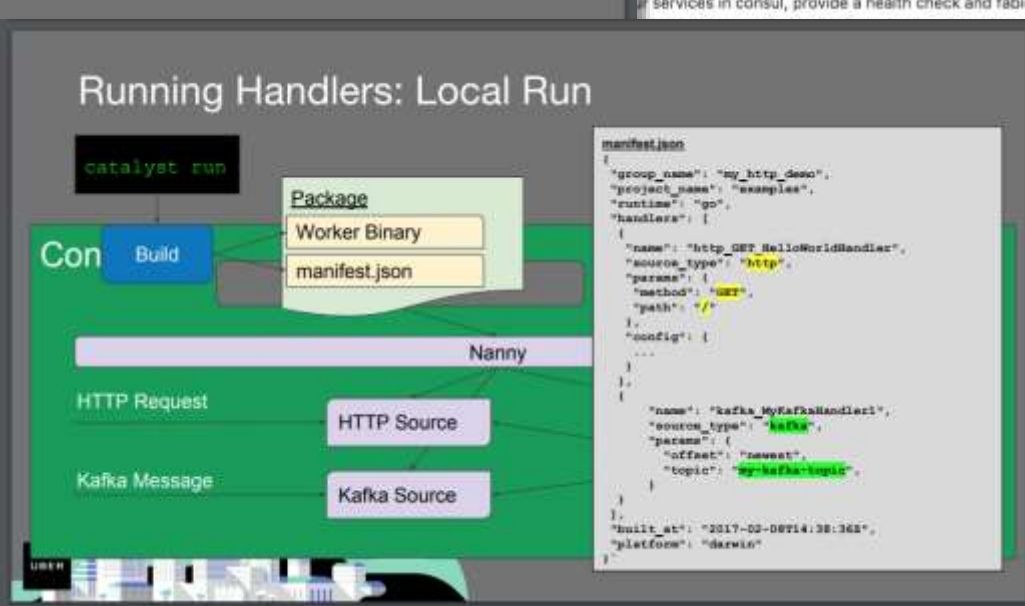 services in consul, provide a health check and
Running Handlers: Local Run
catalyst run
Con
Build
Package
Worker Binary
manifest.json
Nanny
HTTP Request
HTTP Source
Kafka Message
Kafka Source
UBER
manifest.json
{
"group_name": "my_http_demo",
"project_name": "examples",
"runtime": "go",
"handlers": [
{
"name": "http_GET_HelloWorldHandler",
"source_type": "http",
"params": {
"method": "GET",
"path": "/"
},
"config": {
...
}
},
{
"name": "kafka_MyKafkaHandler1",
"source_type": "kafka",
"params": {
"offset": "newest",
"topic": "my-kafka-topic",
}
}
],
"built_at": "2017-02-08T14:38:36Z",
"platform": "darwin"
}